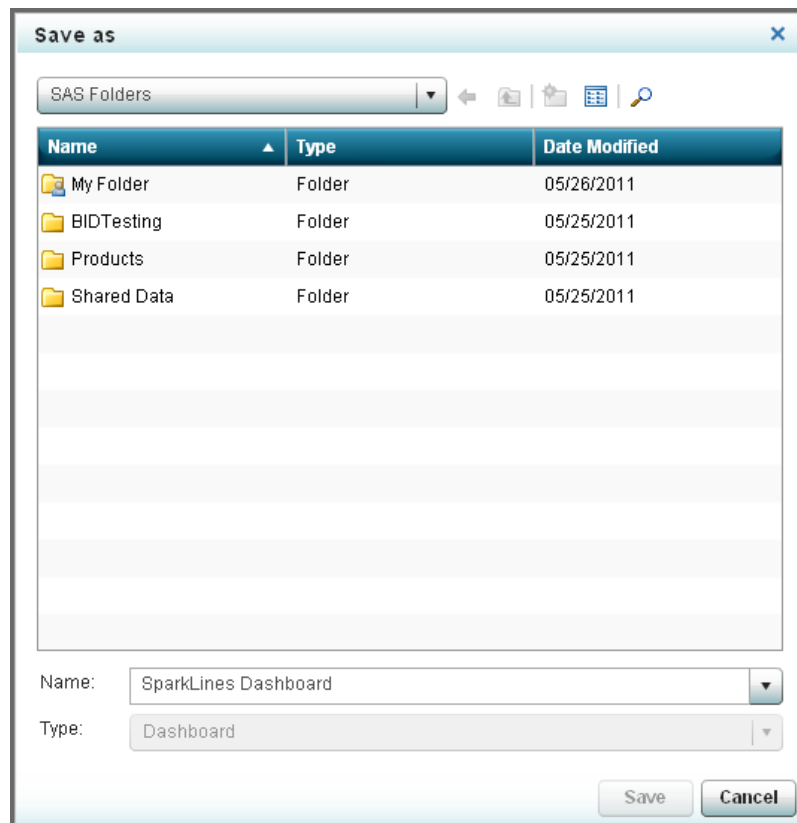 Save as
SAS Folders
Name Type Date Modified
My Folder Folder 05/26/2011
BIDTesting Folder 05/25/2011
Products Folder 05/25/2011
Shared Data Folder 05/25/2011
Name: SparkLines Dashboard
Type: Dashboard
Save Cancel